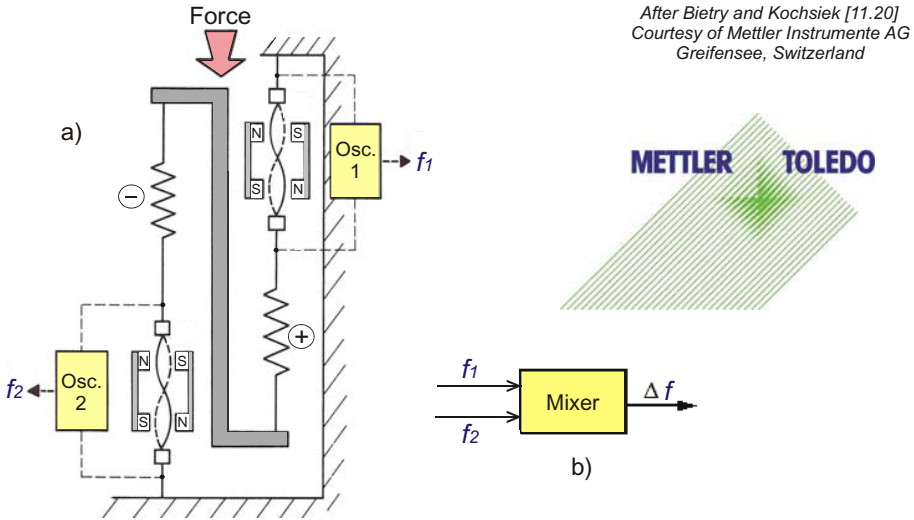 Force
After Bietry and Kochsiek [11.20]
Courtesy of Mettler Instrumente AG
Greifensee, Switzerland
a)
N S
S N
Osc.
1
f1
METTLER TOLEDO
−
+
N S
S N
Osc.
2
f2
f1
f2
Mixer
Δ f
b)